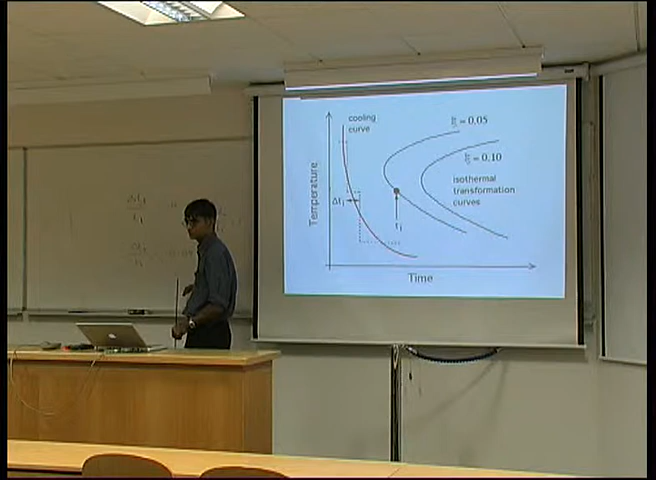 cooling
curve
= 0.05
= 0.10
isothermal
transformation
curves
Temperature
Δt i
t i
Time